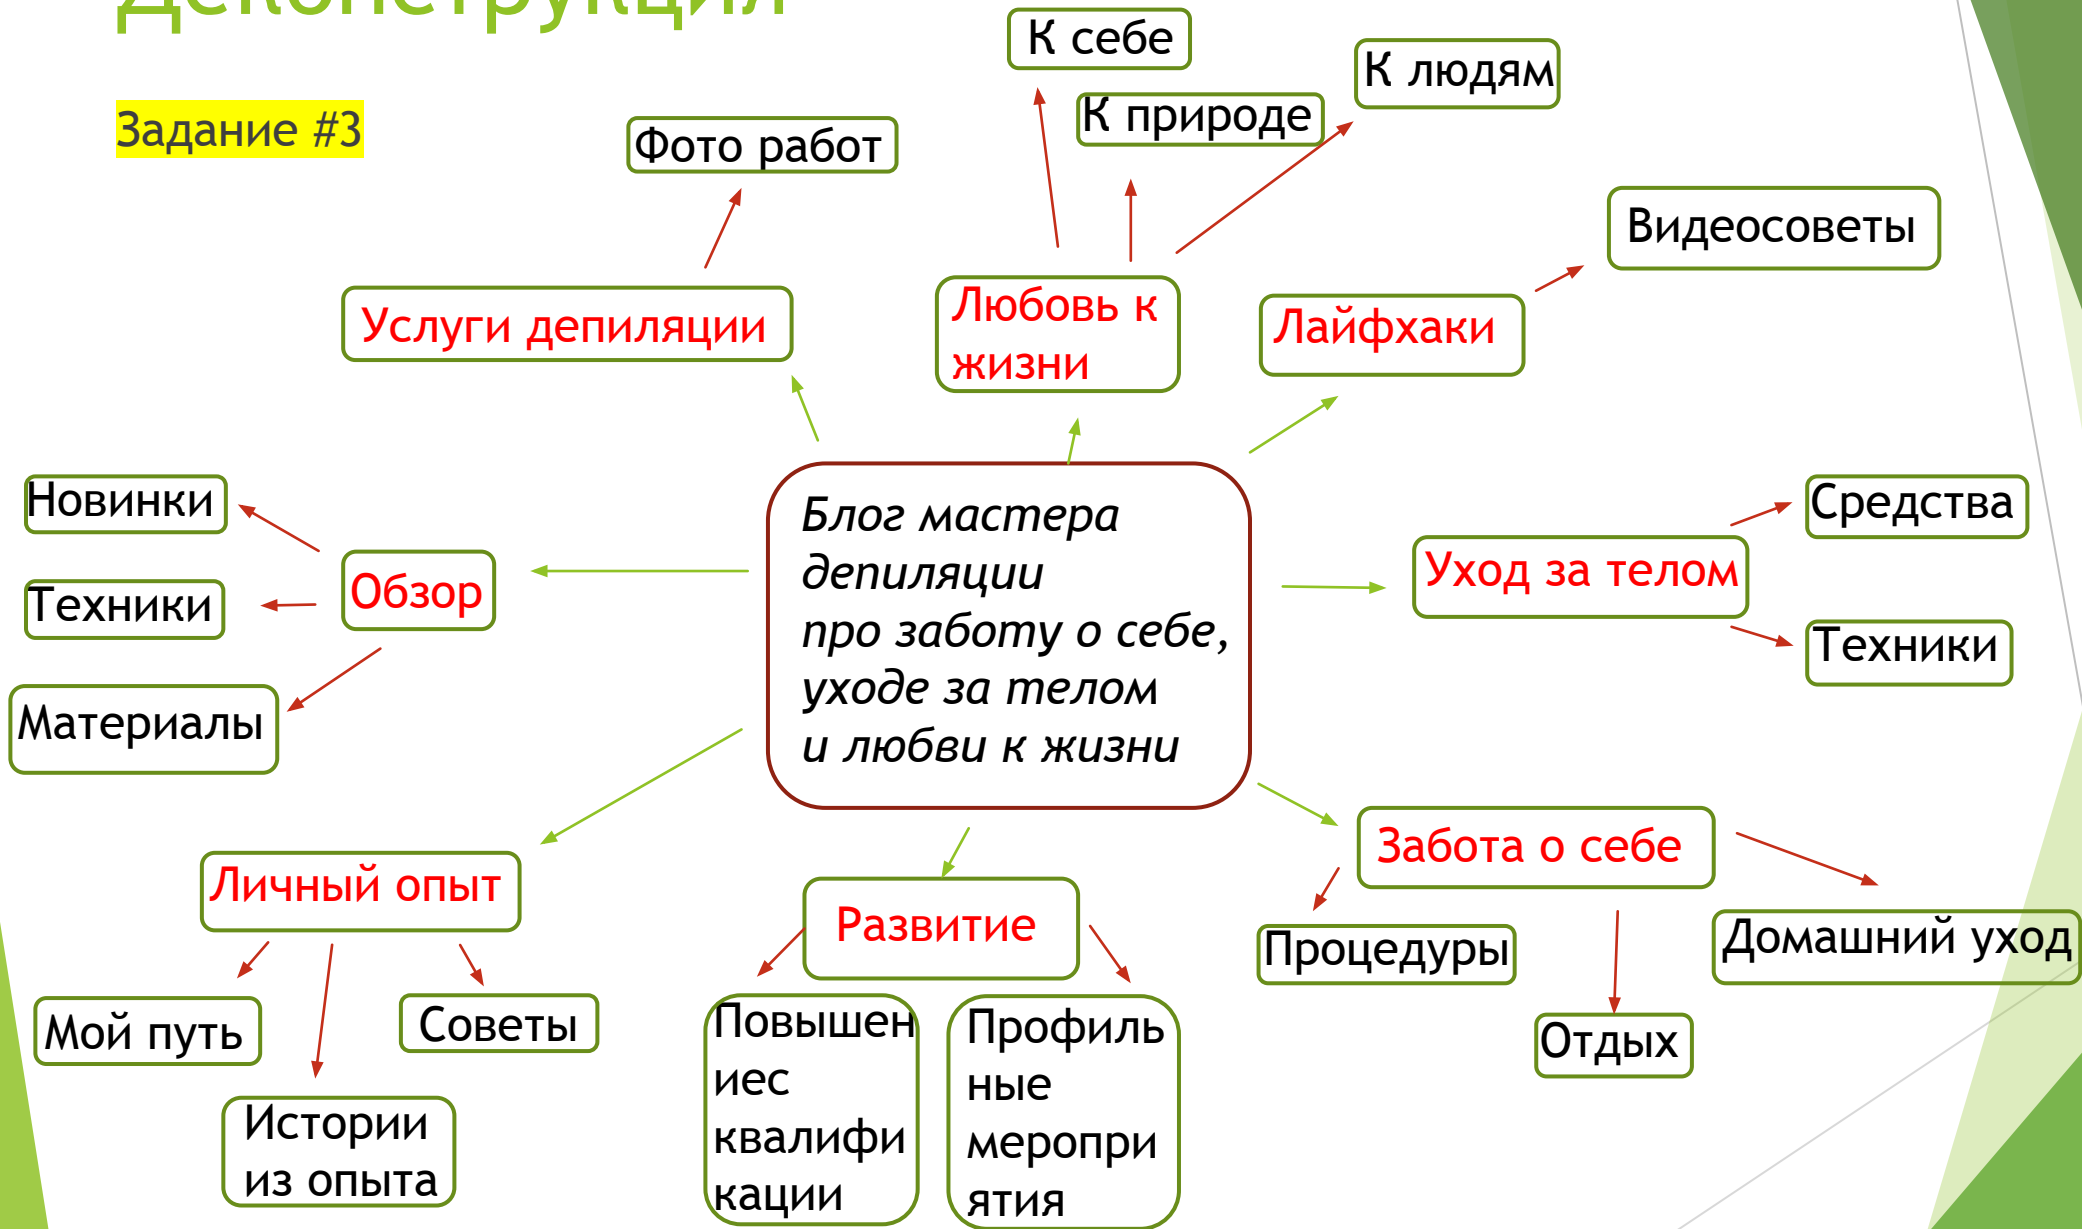 Деконструкция
Задание #3
К себе
К людям
К природе
Фото работ
Видеосоветы
Услуги депиляции
Любовь к
жизни
Лайфхаки
Новинки
Техники
Материалы
Обзор
Блог мастера
депиляции
про заботу о себе,
уходе за телом
и любви к жизни
Средства
Уход за телом
Техники
Личный опыт
Мой путь
Истории
из опыта
Советы
Развитие
Повышен
иес
квалифи
кации
Профиль
ные
меропри
ятия
Забота о себе
Процедуры
Отдых
Домашний уход